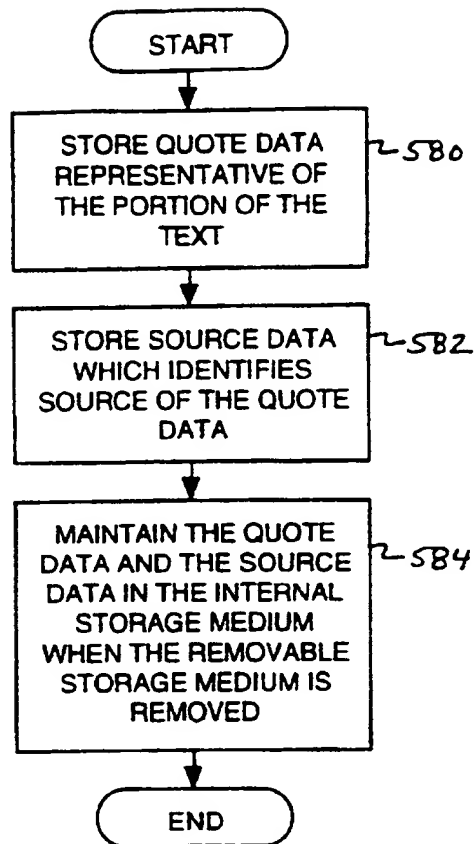 START
STORE QUOTE DATA
REPRESENTATIVE OF
THE PORTION OF THE
TEXT
580
STORE SOURCE DATA
WHICH IDENTIFIES
SOURCE OF THE QUOTE
DATA
582
MAINTAIN THE QUOTE
DATA AND THE SOURCE
DATA IN THE INTERNAL
STORAGE MEDIUM
WHEN THE REMOVABLE
STORAGE MEDIUM IS
REMOVED
584
END